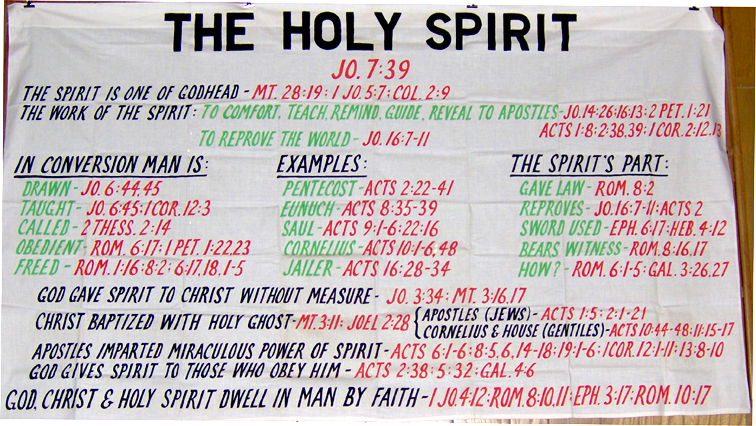 THE HOLY SPIRIT
JO. 7:39
THE SPIRIT IS ONE OF GODHEAD - MT. 28:19: I JO.5:7: COL. 2:9
THE WORK OF THE SPIRIT: TO COMFORT, TEACH, REMIND, GUIDE, REVEAL TO APOSTLES - JO.14:26:16:13: 2 PET. 1:21
ACTS 1:8: 2:38,39: 1 COR. 2:12,13
TO REPROVE THE WORLD - JO. 16:7-11
IN CONVERSION MAN IS:
DRAWN - JO. 6:44,45
TAUGHT - JO. 6:45: 1 COR. 12:3
CALLED - 2 THESS. 2:14
OBEDIENT - ROM. 6:17: 1 PET. 1:22,23
FREED - ROM. 1:16: 8:2: 6:17,18, 1-5
EXAMPLES:
PENTECOST - ACTS 2:22-41
EUNUCH - ACTS 8:35-39
SAUL - ACTS 9:1-6: 22:16
CORNELIUS - ACTS 10:1-6,48
JAILER - ACTS 16:28-34
THE SPIRIT'S PART:
GAVE LAW - ROM. 8:2
REPROVES - JO. 16:7-11: ACTS 2
SWORD USED - EPH. 6:17: HEB. 4:12
BEARS WITNESS - ROM. 8:16,17
HOW? - ROM. 6:1-5: GAL. 3:26,27
GOD GAVE SPIRIT TO CHRIST WITHOUT MEASURE - JO. 3:34: MT. 3:16,17
CHRIST BAPTIZED WITH HOLY GHOST - MT. 3:11: JOEL 2:28
APOSTLES (JEWS) - ACTS 1:5: 2:1-21
CORNELIUS & HOUSE (GENTILES) - ACTS 10:44-48: 11:15-17
APOSTLES IMPARTED MIRACULOUS POWER OF SPIRIT - ACTS 6:1-6: 8:5,6,14-18: 19:1-6: 1 COR. 12:1-11: 13:8-10
GOD GIVES SPIRIT TO THOSE WHO OBEY HIM - ACTS 2:38: 5:32: GAL. 4:6
GOD, CHRIST & HOLY SPIRIT DWELL IN MAN BY FAITH - I JO. 4:12: ROM. 8:10,11: EPH. 3:17: ROM. 10:17